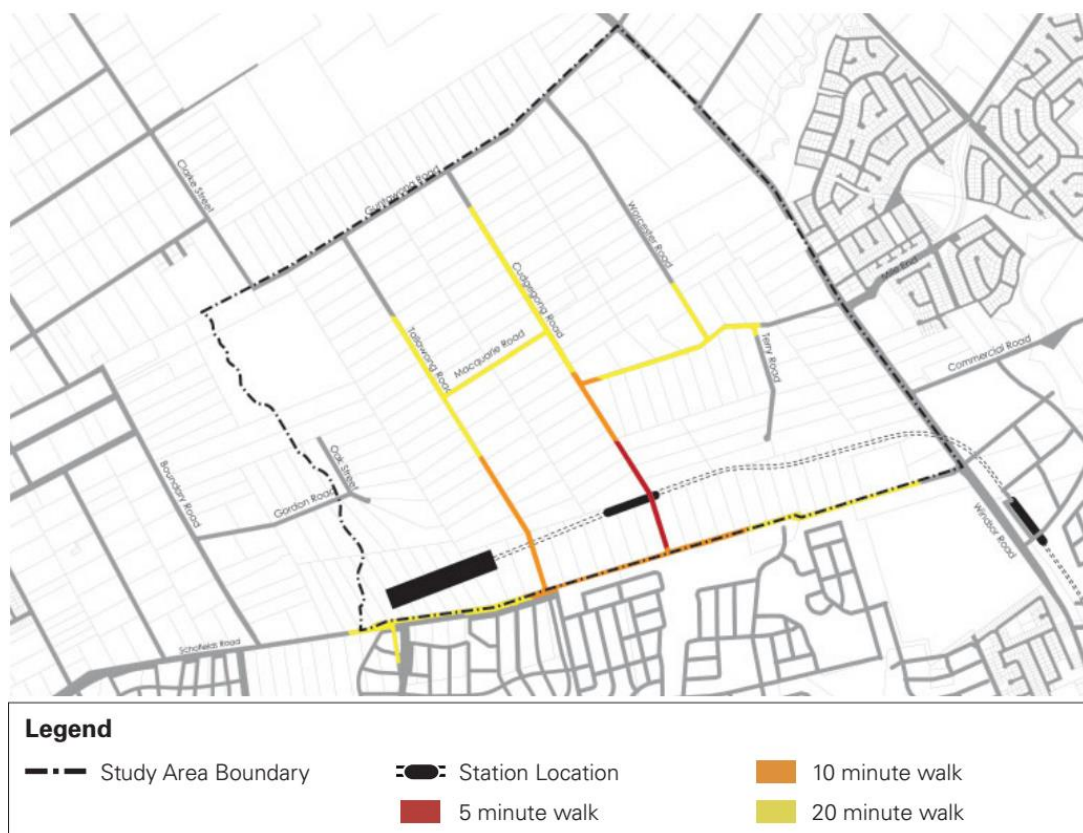 Clarke Street
Guntawong Road
Worcester Road
Cudgegong Road
Mile End
Tallawong Road
Macquarie Road
Terry Road
Commercial Road
Oak Street
Boundary Road
Gordon Road
Windsor Road
Schofields Road
Legend
Study Area Boundary
Station Location
10 minute walk
5 minute walk
20 minute walk